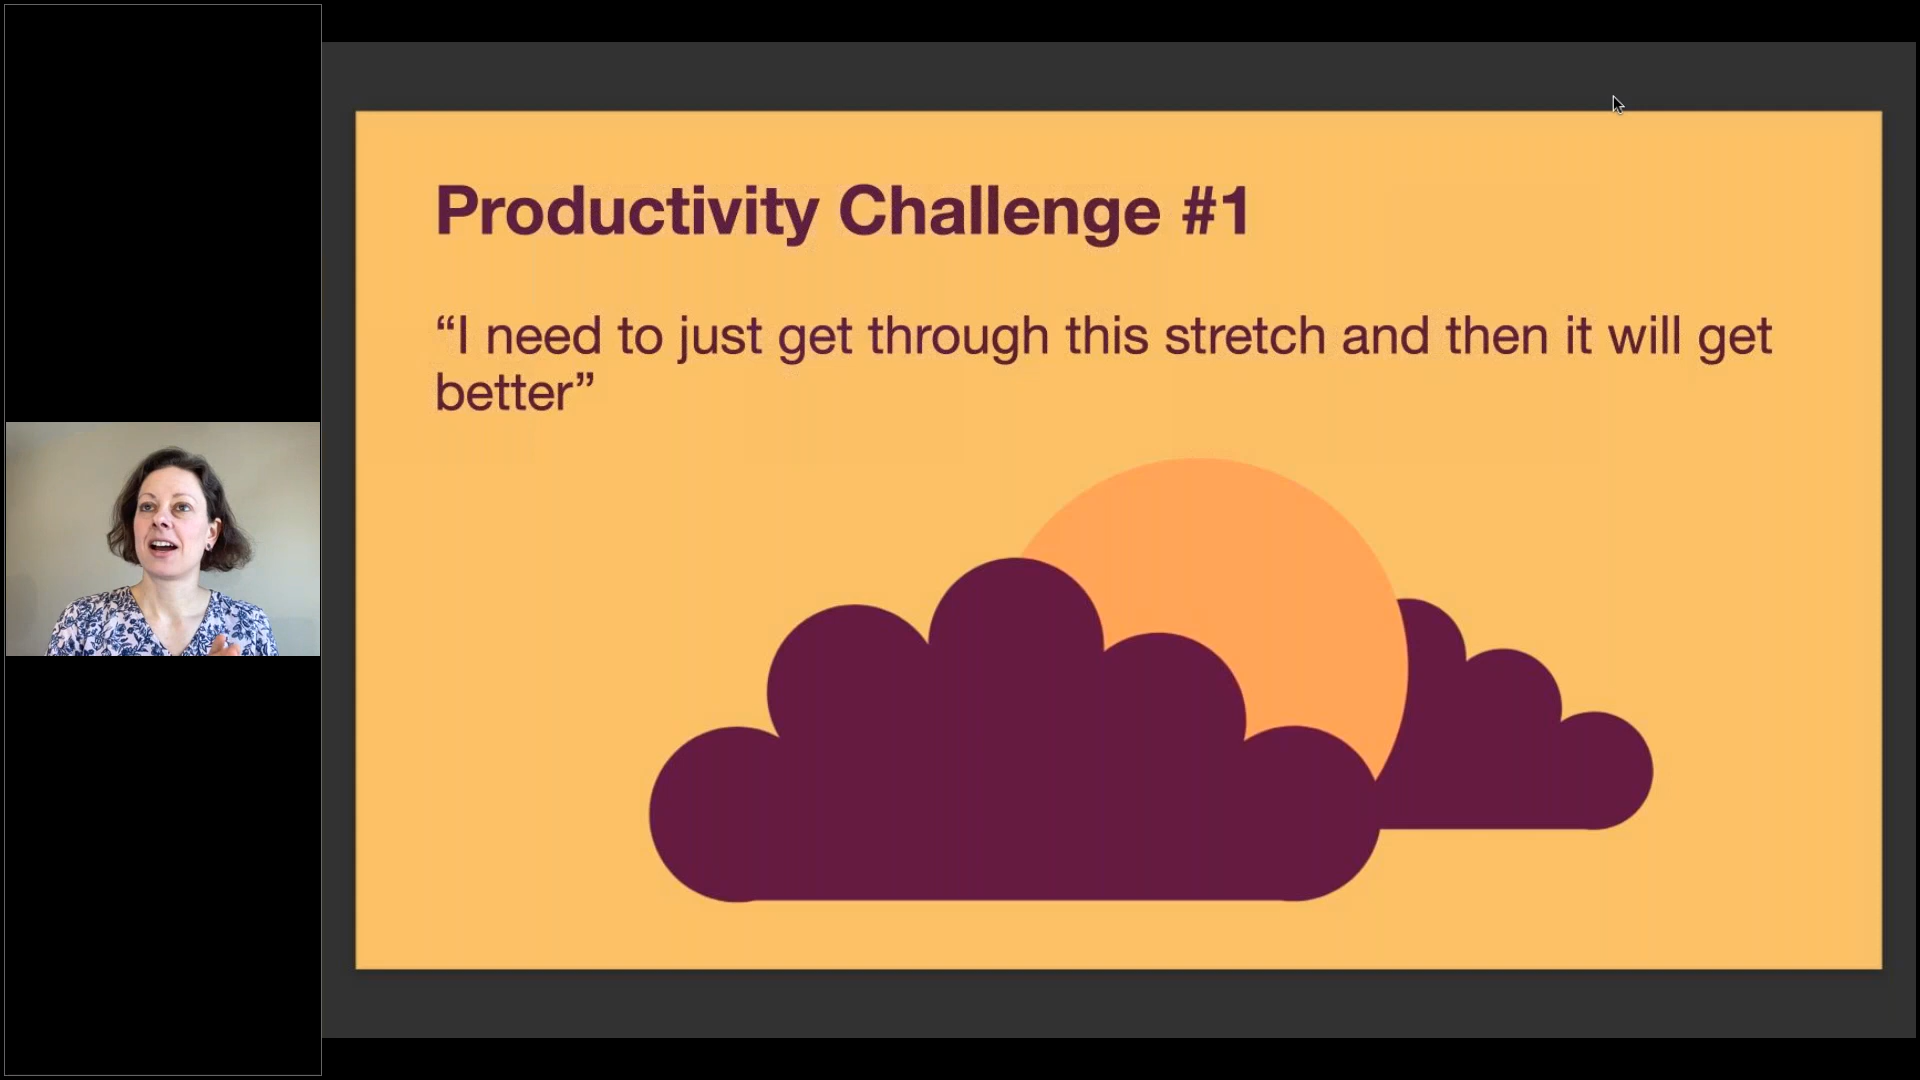 Productivity Challenge #1
“I need to just get through this stretch and then it will get
better”